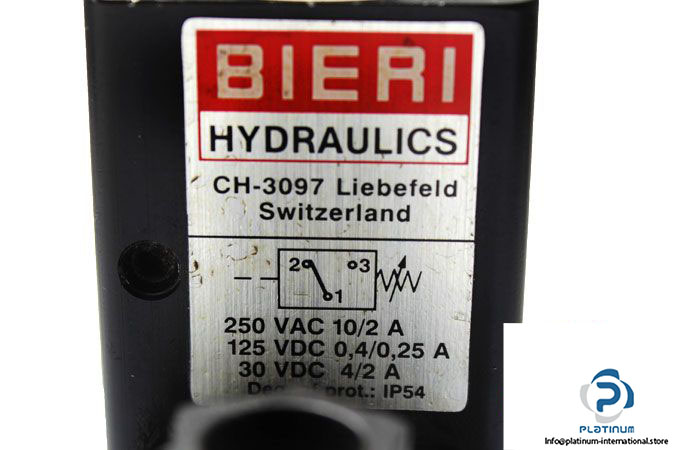 BIERI
HYDRAULICS
CH-3097 Liebefeld
Switzerland
2 3
1
250 VAC 10/2 A
125 VDC 0,4/0,25 A
30 VDC 4/2 A
prot.: IP54
PLATINUM
Info@platinum-international.store